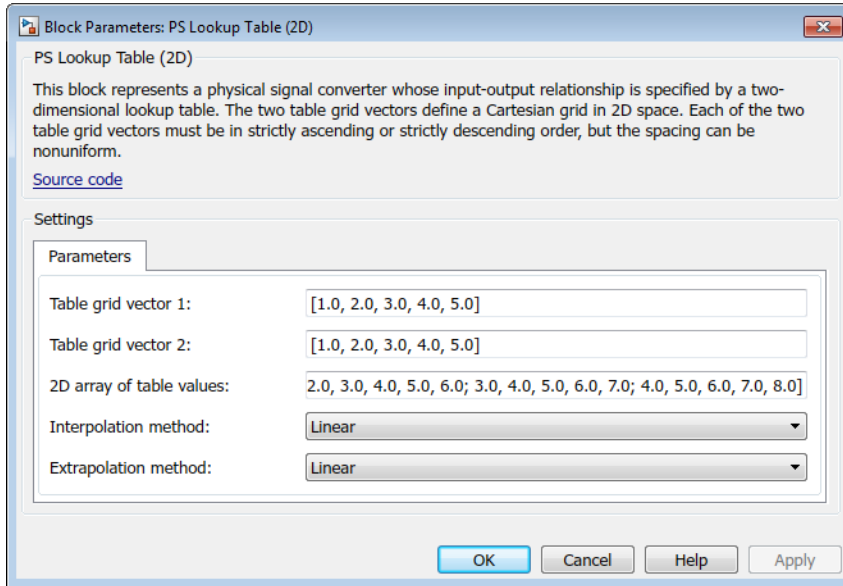 Block Parameters: PS Lookup Table (2D)
PS Lookup Table (2D)
This block represents a physical signal converter whose input-output relationship is specified by a two-
dimensional lookup table. The two table grid vectors define a Cartesian grid in 2D space. Each of the two
table grid vectors must be in strictly ascending or strictly descending order, but the spacing can be
nonuniform.
Source code
Settings
Parameters
Table grid vector 1: [1.0, 2.0, 3.0, 4.0, 5.0]
Table grid vector 2: [1.0, 2.0, 3.0, 4.0, 5.0]
2D array of table values: 2.0, 3.0, 4.0, 5.0, 6.0; 3.0, 4.0, 5.0, 6.0, 7.0; 4.0, 5.0, 6.0, 7.0, 8.0]
Interpolation method: Linear
Extrapolation method: Linear
OK Cancel Help Apply